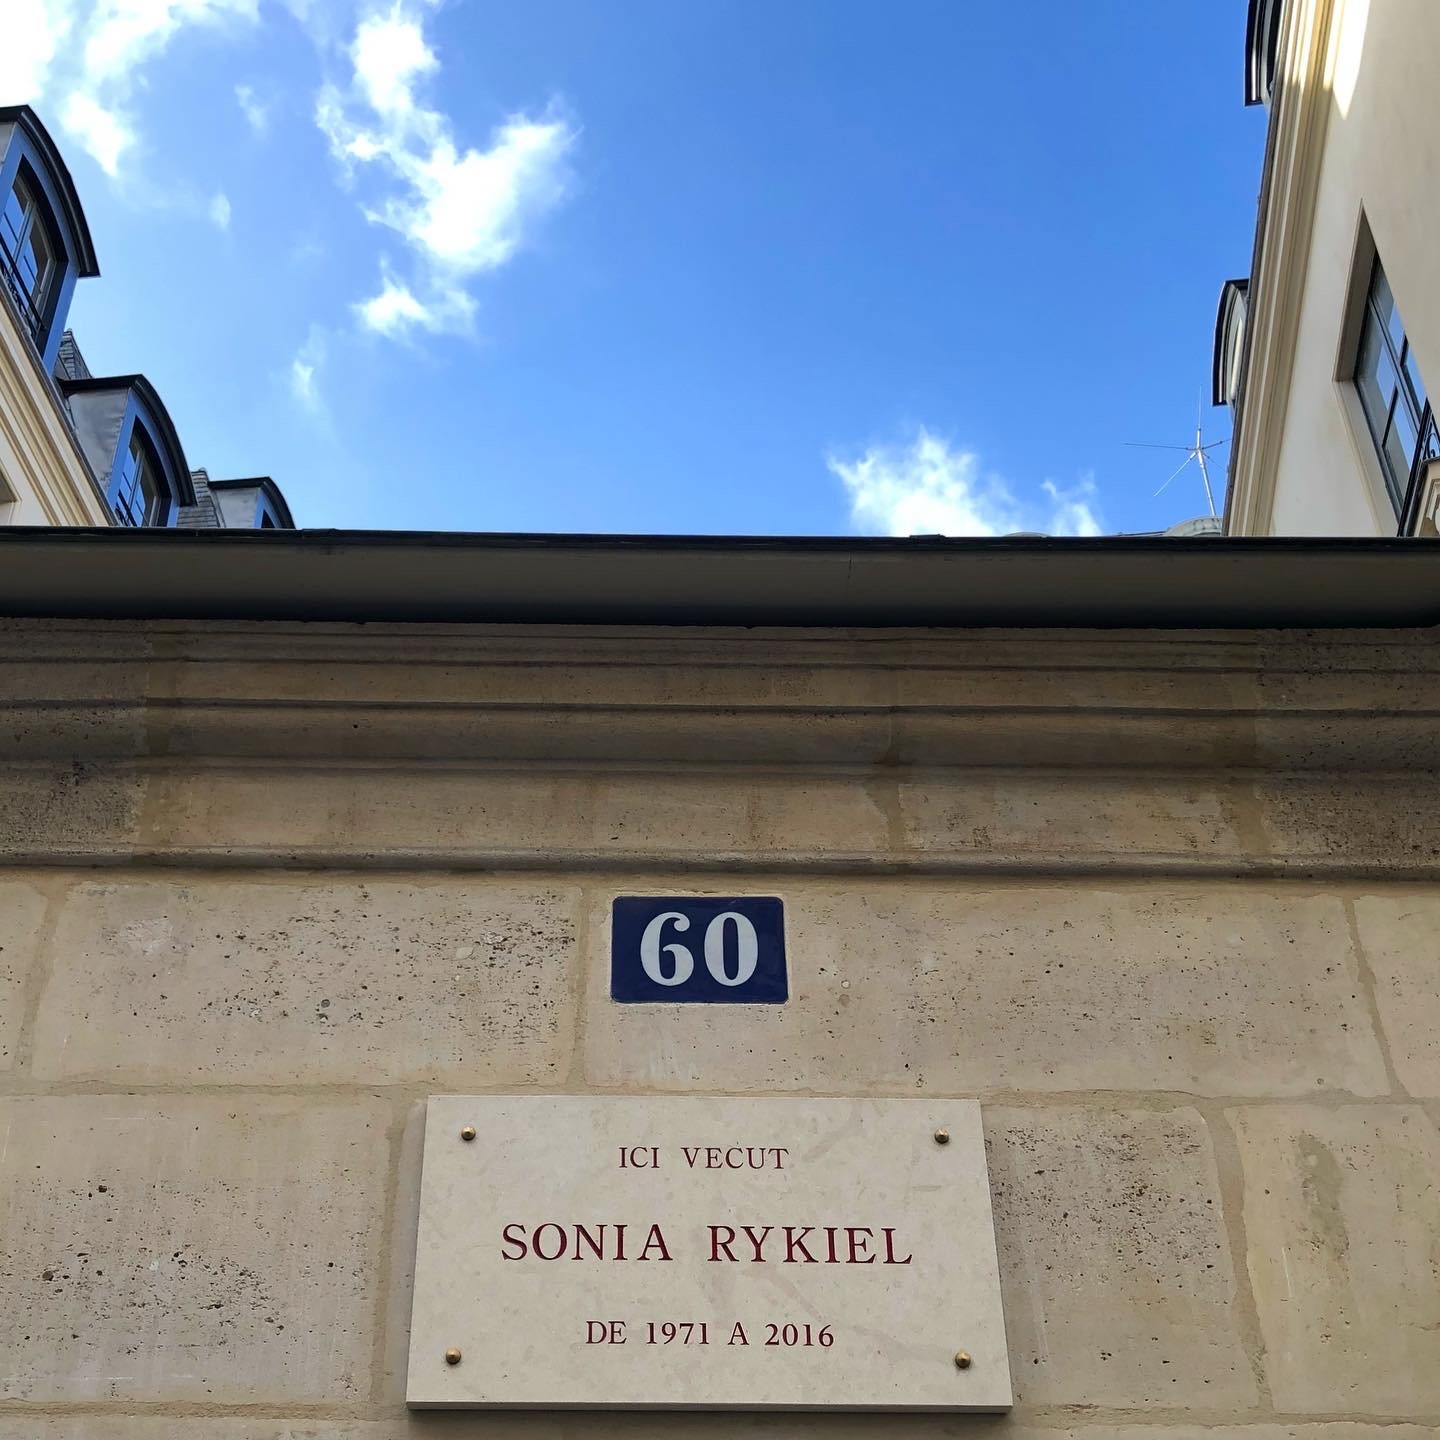 60
ICI VECUT
SONIA RYKIEL
DE 1971 A 2016